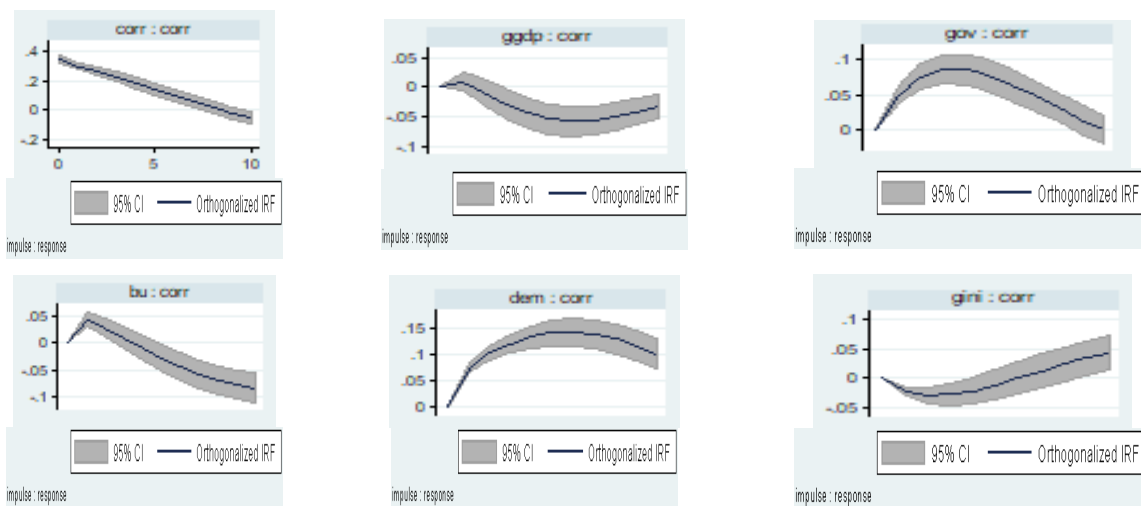 corr : corr
.4
.2
0
-.2
0 5 10
95% CI Orthogonalized IRF
impulse : response
ggdp : corr
.05
0
-.05
-.1
95% CI Orthogonalized IRF
impulse : response
gov : corr
.1
.05
0
95% CI Orthogonalized IRF
impulse : response
bu : corr
.05
0
-.05
-.1
95% CI Orthogonalized IRF
impulse : response
dem : corr
.15
.1
.05
0
95% CI Orthogonalized IRF
impulse : response
gini : corr
.1
.05
0
-.05
95% CI Orthogonalized IRF
impulse : response